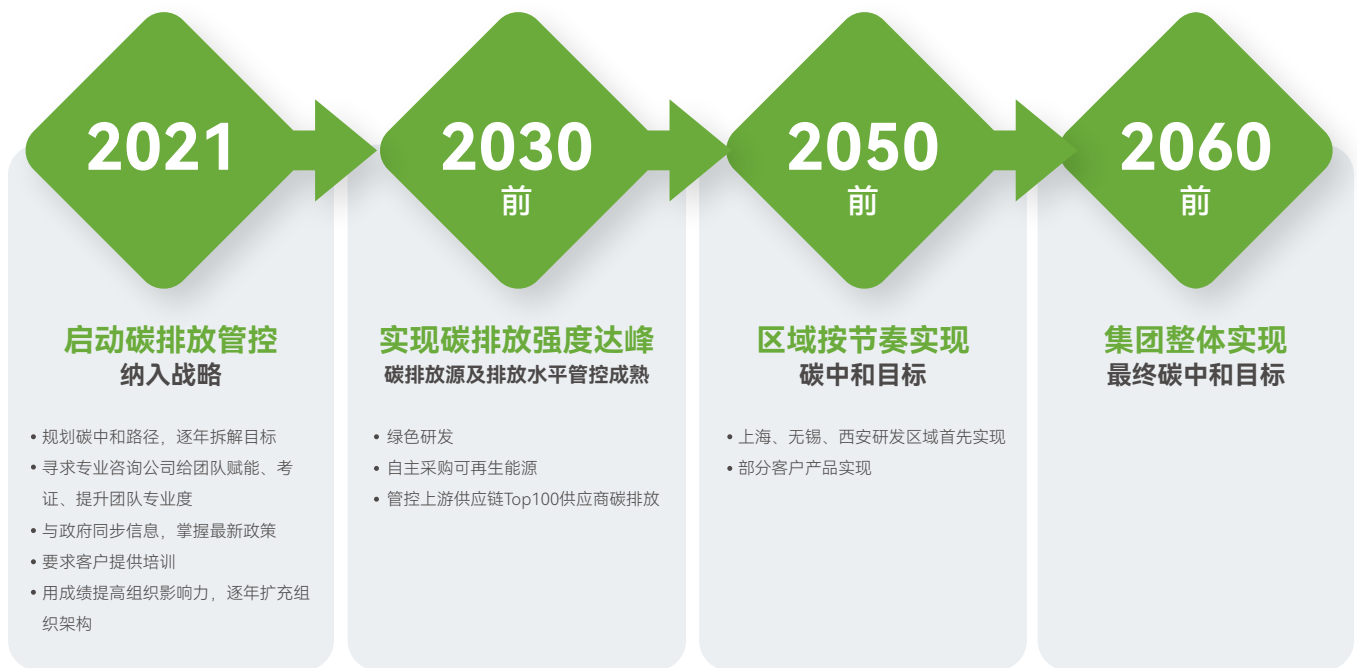 2021
启动碳排放管控
纳入战略
• 规划碳中和路径，逐年拆解目标
• 寻求专业咨询公司给团队赋能、考
证、提升团队专业度
• 与政府同步信息，掌握最新政策
• 要求客户提供培训
• 用成绩提高组织影响力，逐年扩充组
织架构
2030
前
实现碳排放强度达峰
碳排放源及排放水平管控成熟
• 绿色研发
• 自主采购可再生能源
• 管控上游供应链Top100供应商碳排放
2050
前
区域按节奏实现
碳中和目标
• 上海、无锡、西安研发区域首先实现
• 部分客户产品实现
2060
前
集团整体实现
最终碳中和目标